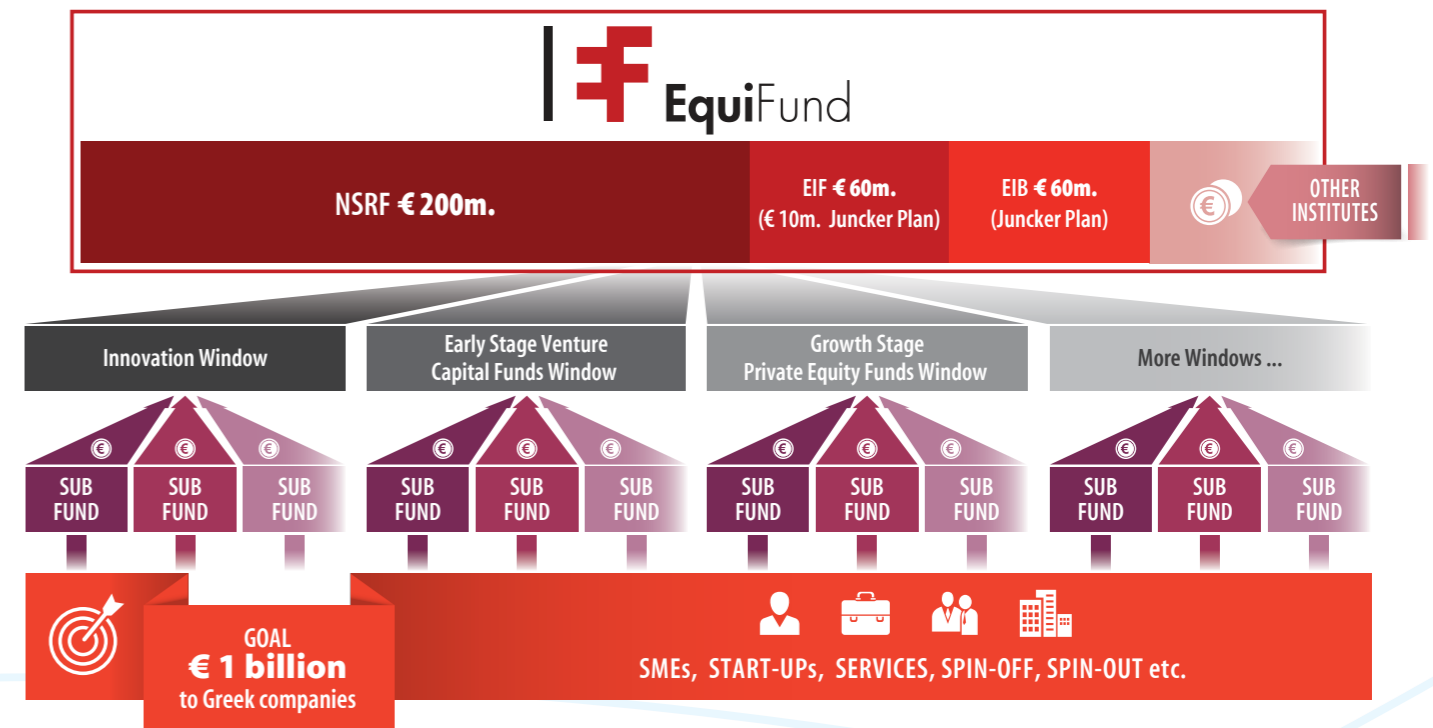 EquiFund
NSRF € 200m.
EIF € 60m.
(€ 10m. Juncker Plan)
EIB € 60m.
(Juncker Plan)
€
OTHER
INSTITUTES
Innovation Window
Early Stage Venture
Capital Funds Window
Growth Stage
Private Equity Funds Window
More Windows ...
€ € € € € € € € € € € €
SUB
FUND
SUB
FUND
SUB
FUND
SUB
FUND
SUB
FUND
SUB
FUND
SUB
FUND
SUB
FUND
SUB
FUND
SUB
FUND
SUB
FUND
SUB
FUND
GOAL
€ 1 billion
to Greek companies
SMEs, START-UPs, SERVICES, SPIN-OFF, SPIN-OUT etc.